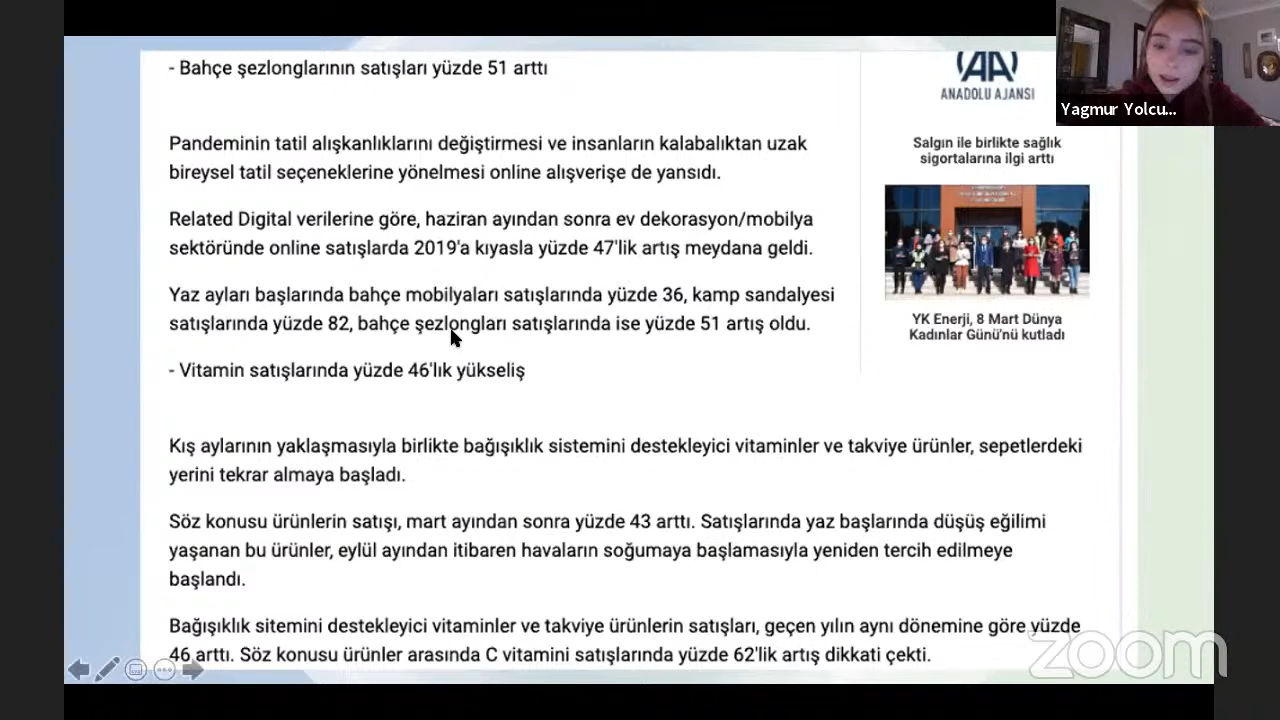 - Bahçe şezlonglarının satışları yüzde 51 arttı
Pandeminin tatil alışkanlıklarını değiştirmesi ve insanların kalabalıktan uzak
bireysel tatil seçeneklerine yönelmesi online alışverişe de yansıdı.
Related Digital verilerine göre, haziran ayından sonra ev dekorasyon/mobilya
sektöründe online satışlarda 2019'a kıyasla yüzde 47'lik artış meydana geldi.
Yaz ayları başlarında bahçe mobilyaları satışlarında yüzde 36, kamp sandalyesi
satışlarında yüzde 82, bahçe şezlongları satışlarında ise yüzde 51 artış oldu.
- Vitamin satışlarında yüzde 46'lık yükseliş
Kış aylarının yaklaşmasıyla birlikte bağışıklık sistemini destekleyici vitaminler ve takviye ürünler, sepetlerdeki
yerini tekrar almaya başladı.
Söz konusu ürünlerin satışı, mart ayından sonra yüzde 43 arttı. Satışlarında yaz başlarında düşüş eğilimi
yaşanan bu ürünler, eylül ayından itibaren havaların soğumaya başlamasıyla yeniden tercih edilmeye
başlandı.
Bağışıklık sitemini destekleyici vitaminler ve takviye ürünlerin satışları, geçen yılın aynı dönemine göre yüzde
46 arttı. Söz konusu ürünler arasında C vitamini satışlarında yüzde 62'lik artış dikkati çekti.
AA
ANADOLU AJANSI
Salgın ile birlikte sağlık
sigortalarına ilgi arttı
YK Enerji, 8 Mart Dünya
Kadınlar Günü'nü kutladı
Yagmur Yolcu...
zoom